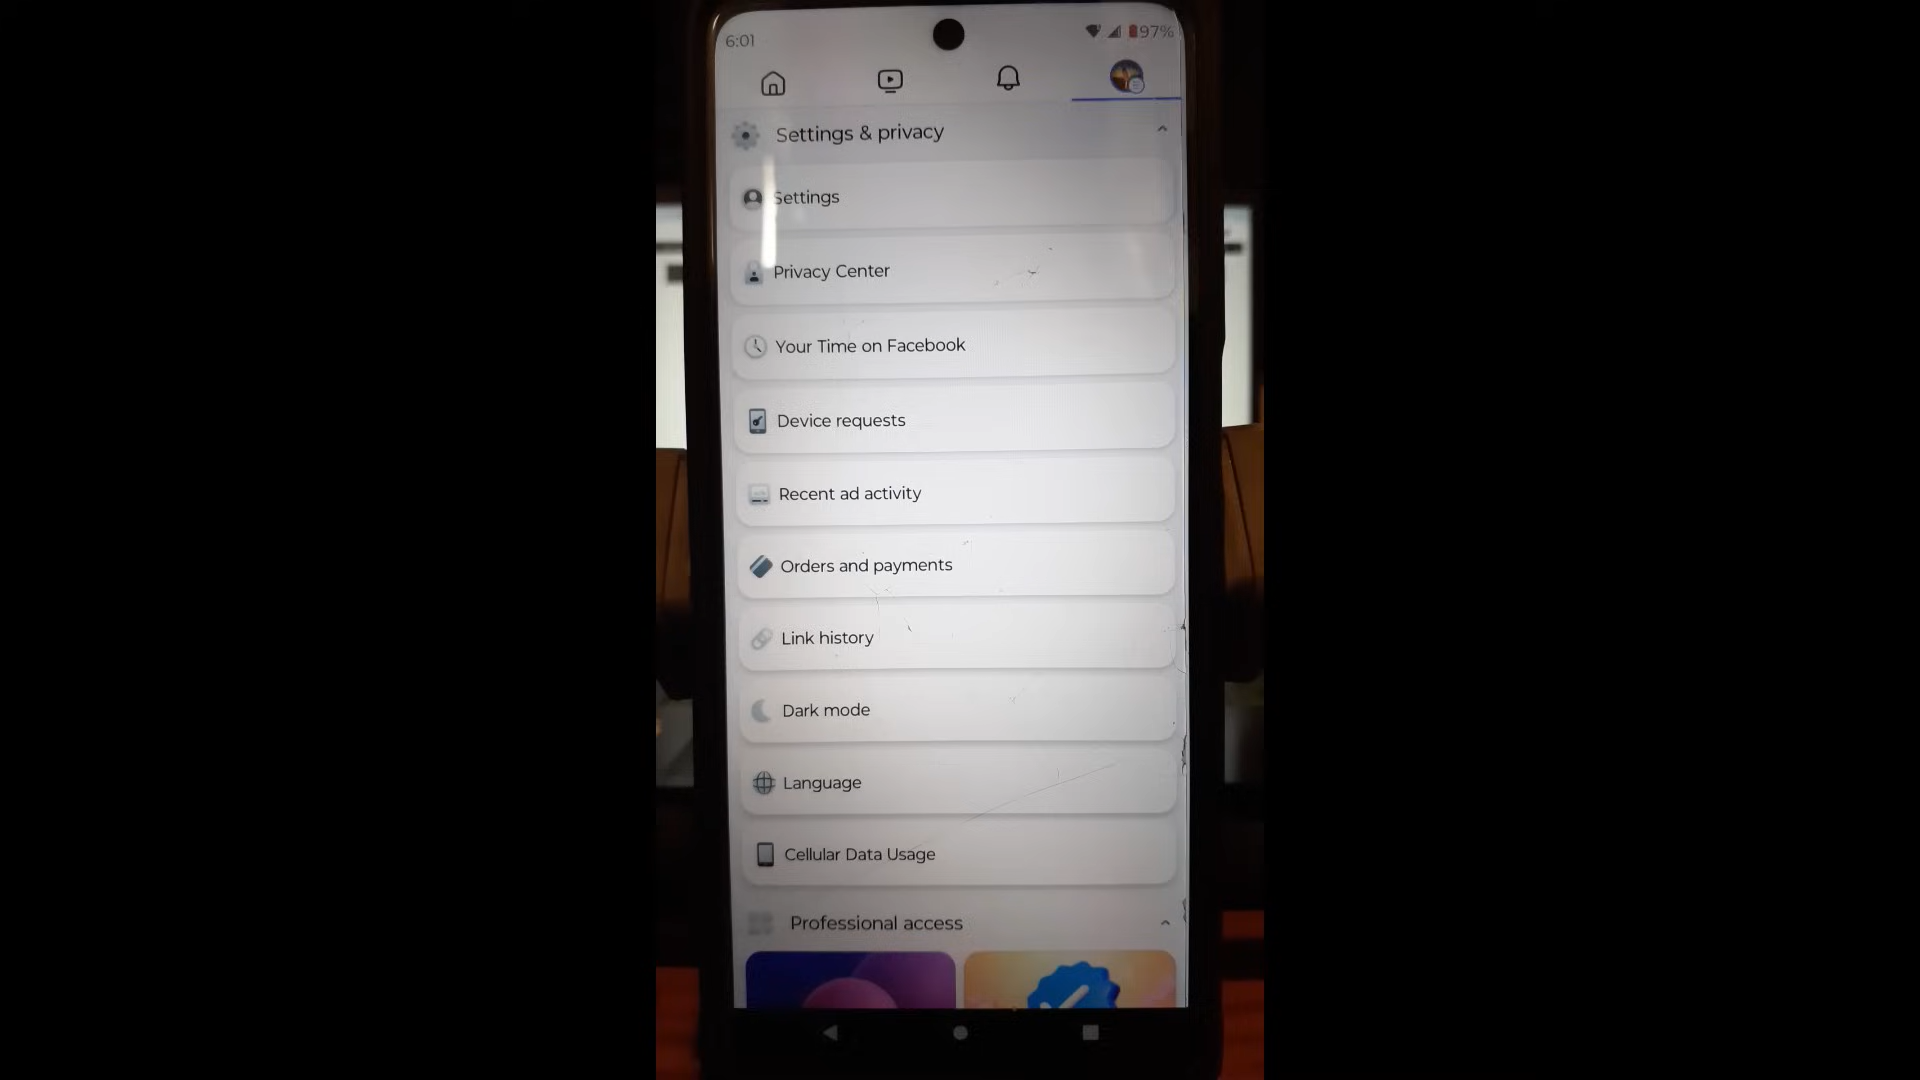 6:01
97%
Settings & privacy
Settings
Privacy Center
Your Time on Facebook
Device requests
Recent ad activity
Orders and payments
Link history
Dark mode
Language
Cellular Data Usage
Professional access